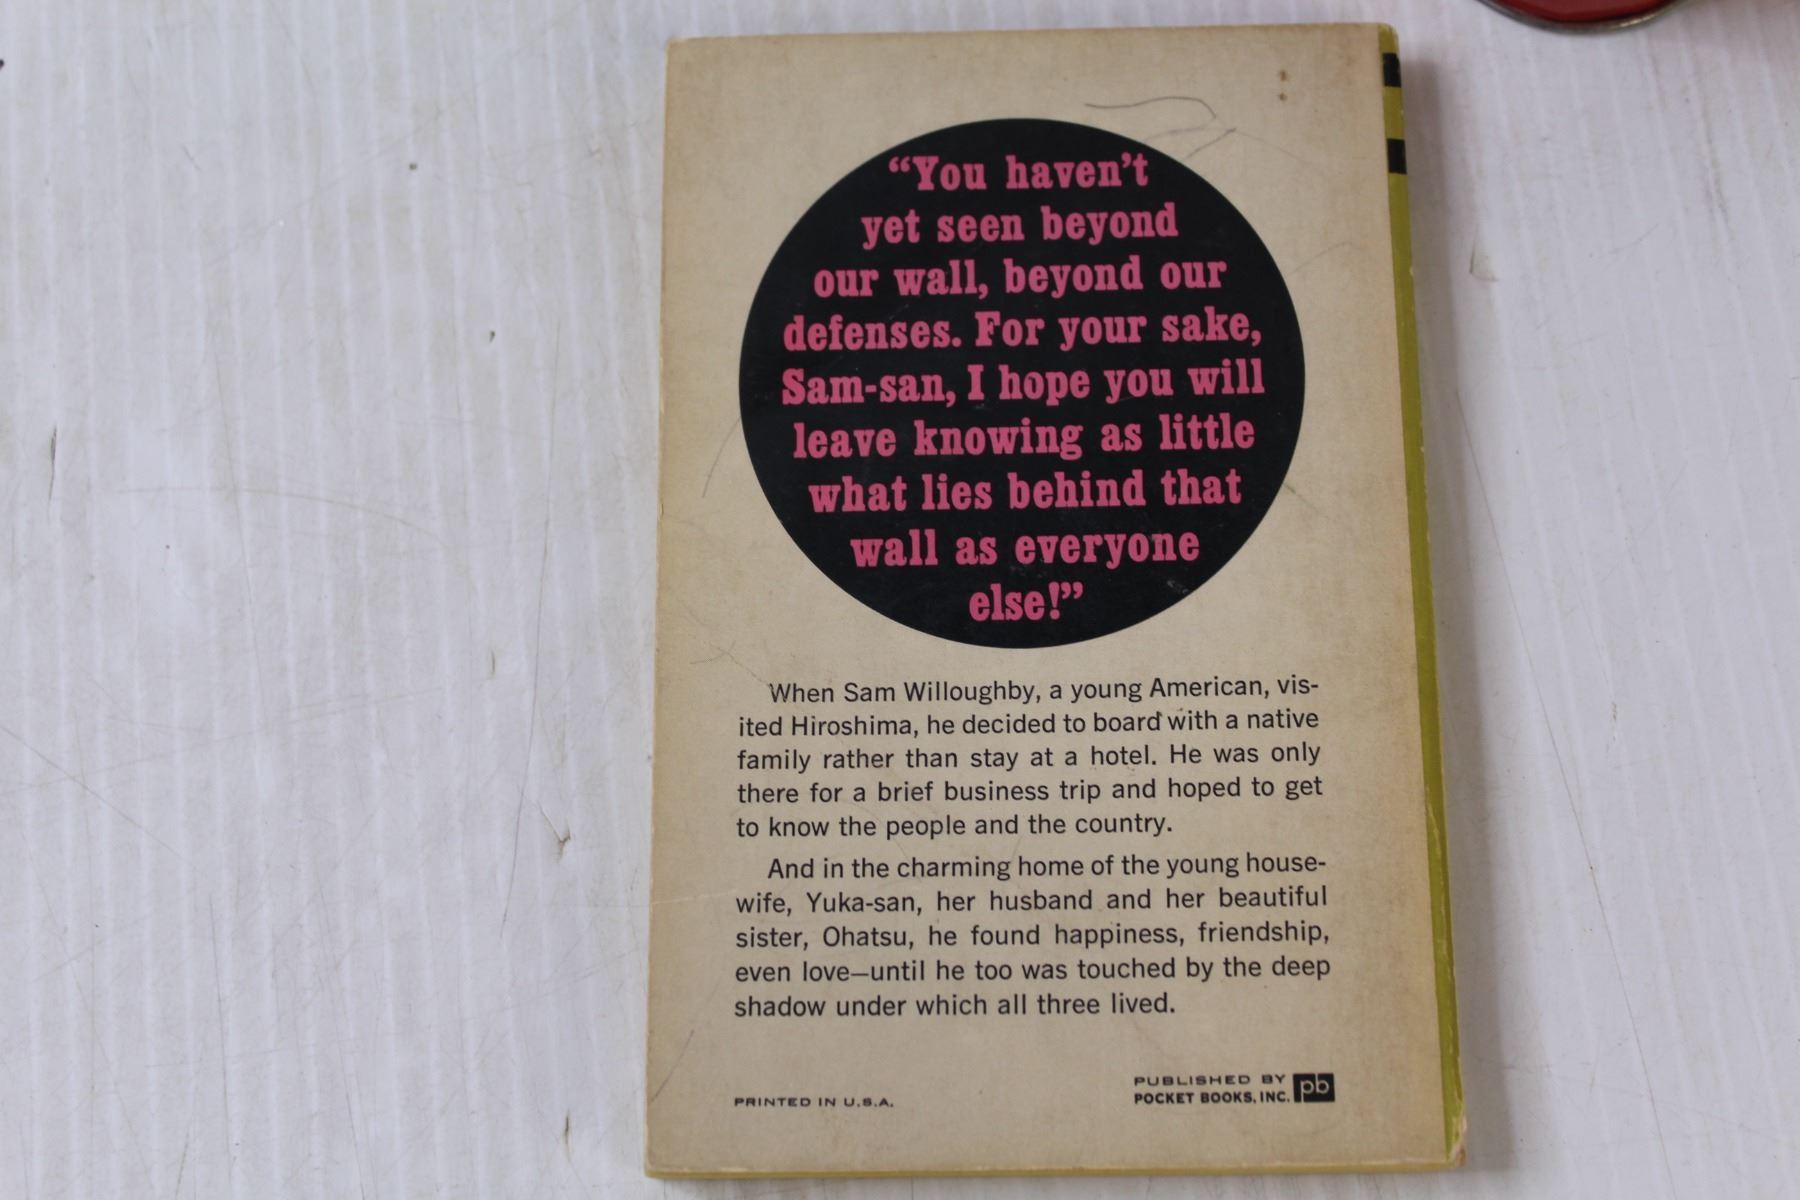 “You haven’t
yet seen beyond
our wall, beyond our
defenses. For your sake,
Sam-san, I hope you will
leave knowing as little
what lies behind that
wall as everyone
else!”
When Sam Willoughby, a young American, vis-
ited Hiroshima, he decided to board with a native
family rather than stay at a hotel. He was only
there for a brief business trip and hoped to get
to know the people and the country.
And in the charming home of the young house-
wife, Yuka-san, her husband and her beautiful
sister, Ohatsu, he found happiness, friendship,
even love—until he too was touched by the deep
shadow under which all three lived.
PRINTED IN U.S.A.
PUBLISHED BY
POCKET BOOKS, INC.
pb